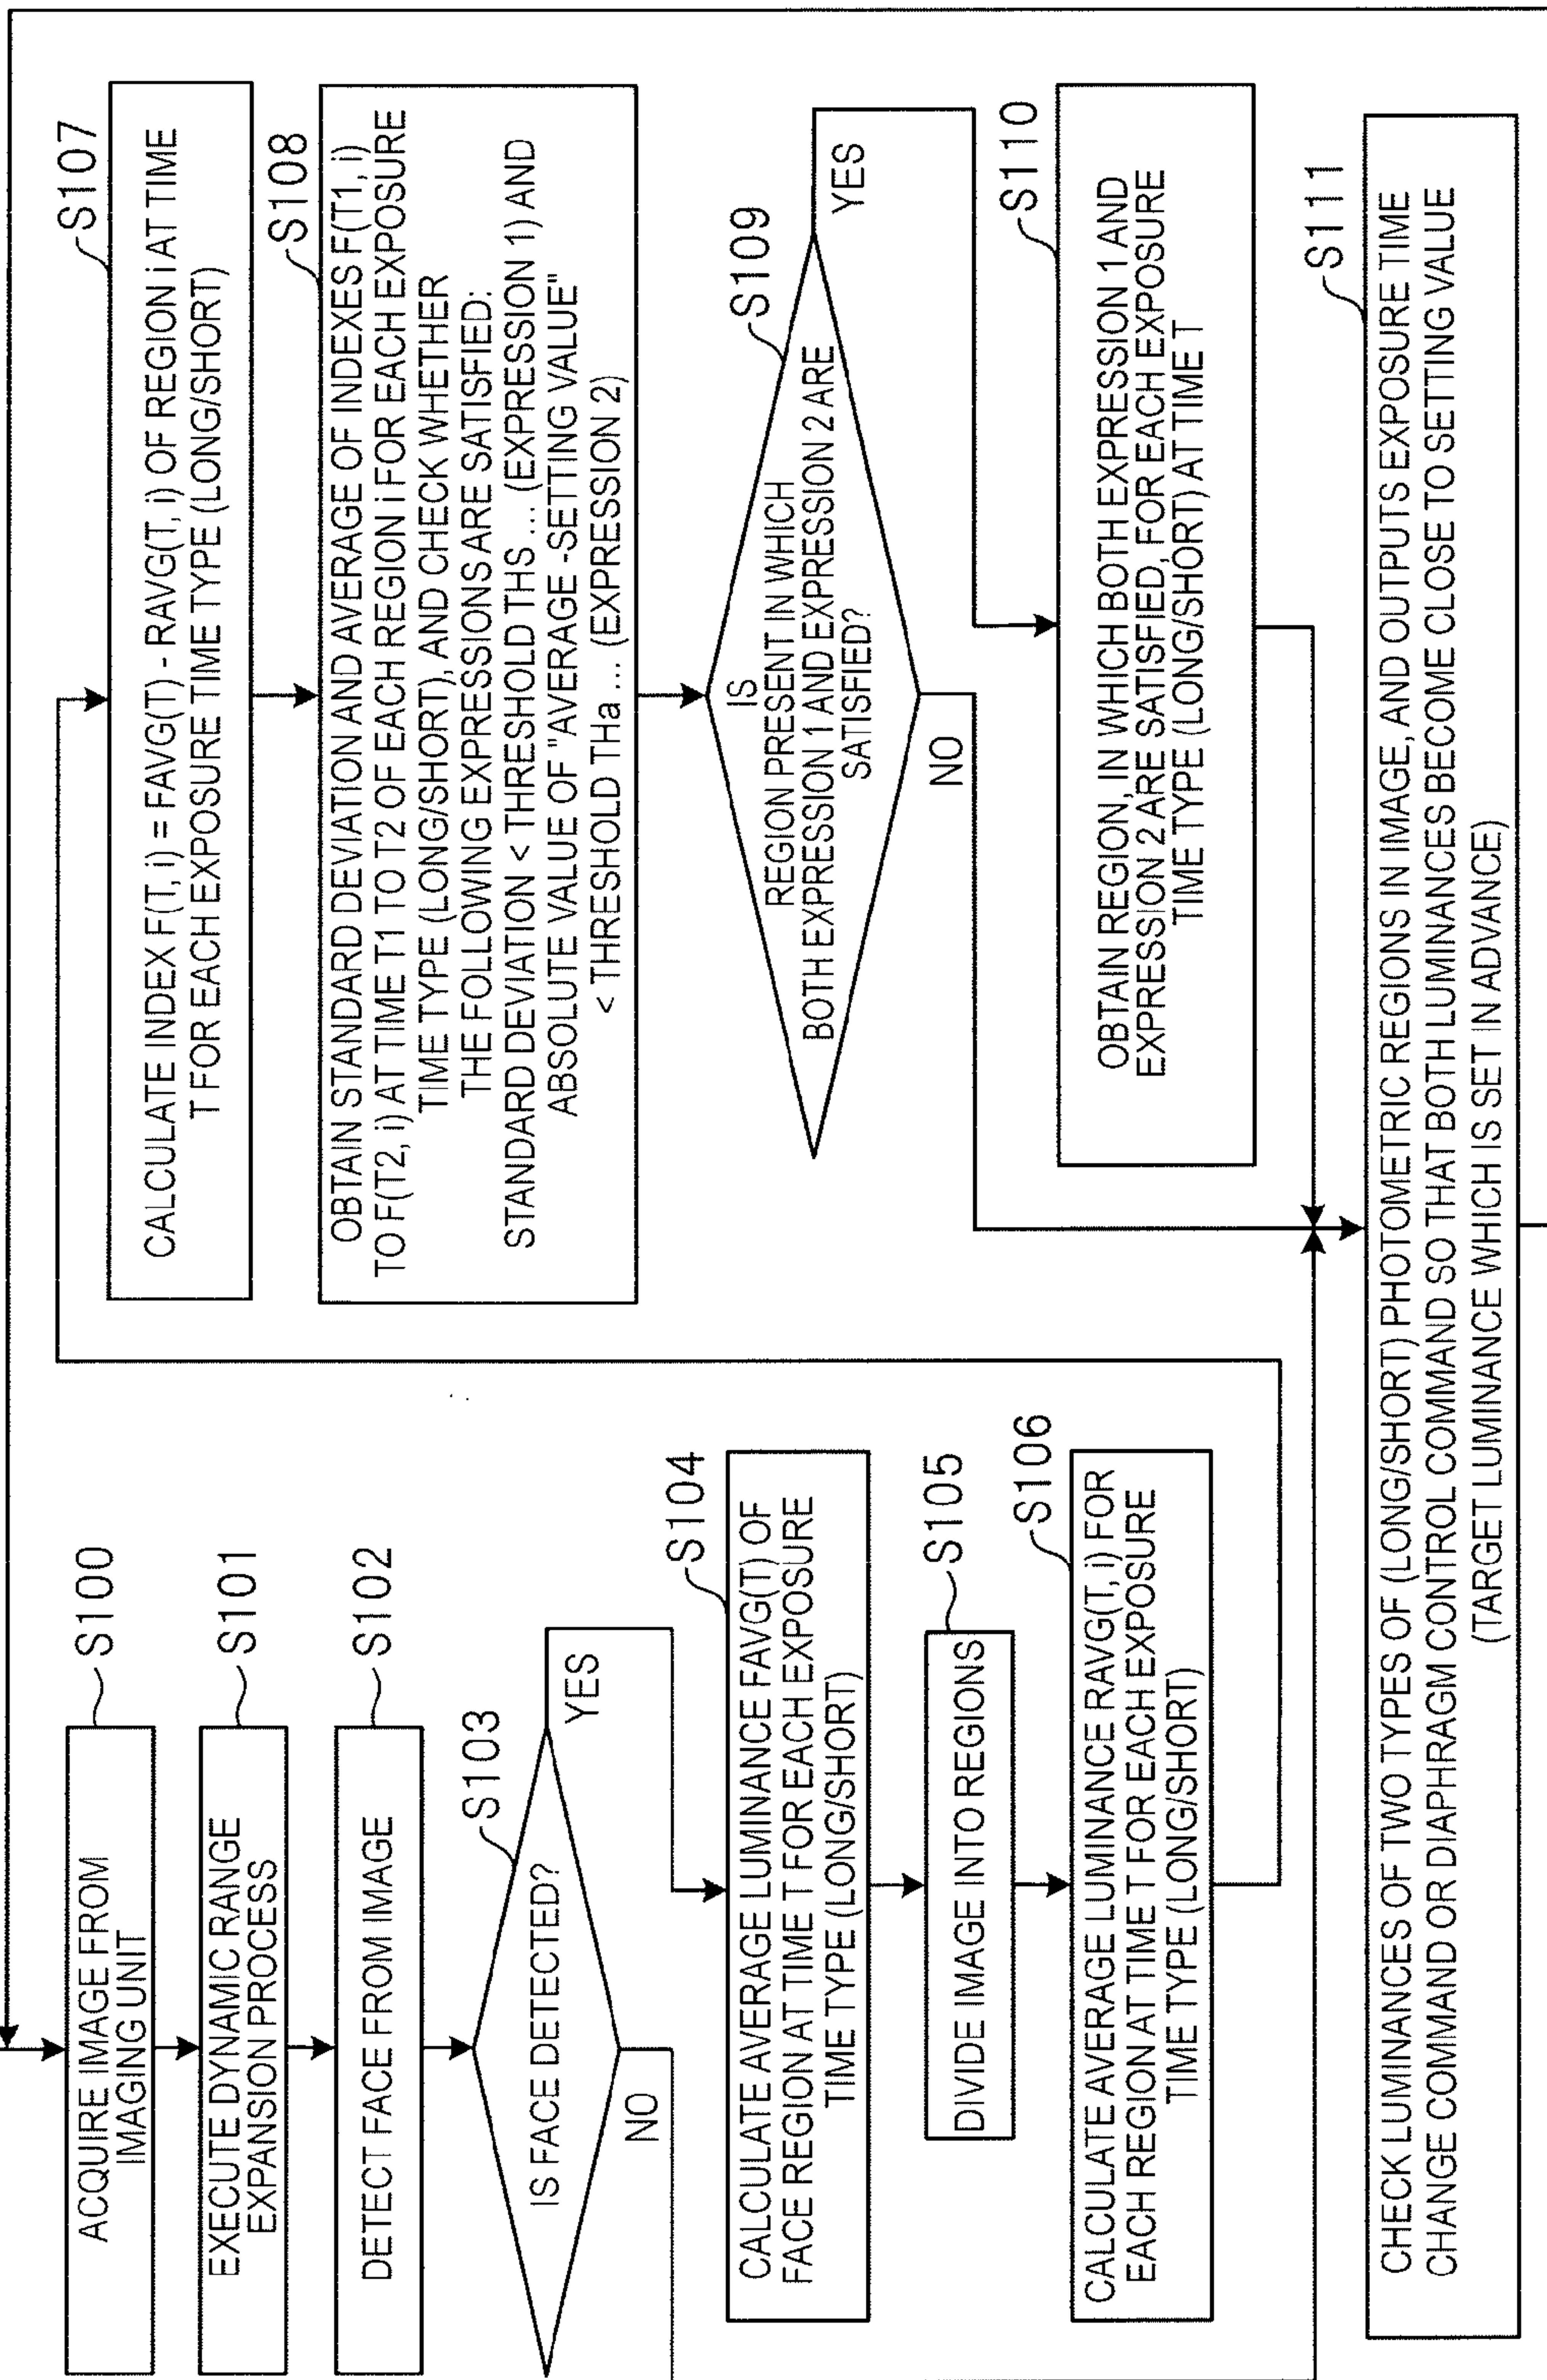 S100
ACQUIRE IMAGE FROM
IMAGING UNIT
S101
EXECUTE DYNAMIC RANGE
EXPANSION PROCESS
S102
DETECT FACE FROM IMAGE
S103
IS FACE DETECTED?
YES
NO
S104
CALCULATE AVERAGE LUMINANCE FAVG(T) OF
FACE REGION AT TIME T FOR EACH EXPOSURE
TIME TYPE (LONG/SHORT)
S105
DIVIDE IMAGE INTO REGIONS
S106
CALCULATE AVERAGE LUMINANCE RAVG(T, i) FOR
EACH REGION AT TIME T FOR EACH EXPOSURE
TIME TYPE (LONG/SHORT)
S107
CALCULATE INDEX F(T, i) = FAVG(T) - RAVG(T, i) OF REGION i AT TIME
T FOR EACH EXPOSURE TIME TYPE (LONG/SHORT)
S108
OBTAIN STANDARD DEVIATION AND AVERAGE OF INDEXES F(T1, i)
TO F(T2, i) AT TIME T1 TO T2 OF EACH REGION i FOR EACH EXPOSURE
TIME TYPE (LONG/SHORT), AND CHECK WHETHER
THE FOLLOWING EXPRESSIONS ARE SATISFIED:
STANDARD DEVIATION < THRESHOLD THS ... (EXPRESSION 1) AND
ABSOLUTE VALUE OF "AVERAGE -SETTING VALUE"
< THRESHOLD THa ... (EXPRESSION 2)
S109
IS
REGION PRESENT IN WHICH
BOTH EXPRESSION 1 AND EXPRESSION 2 ARE
SATISFIED?
YES
NO
S110
OBTAIN REGION, IN WHICH BOTH EXPRESSION 1 AND
EXPRESSION 2 ARE SATISFIED, FOR EACH EXPOSURE
TIME TYPE (LONG/SHORT) AT TIME T
S111
CHECK LUMINANCES OF TWO TYPES OF (LONG/SHORT) PHOTOMETRIC REGIONS IN IMAGE, AND OUTPUTS EXPOSURE TIME
CHANGE COMMAND OR DIAPHRAGM CONTROL COMMAND SO THAT BOTH LUMINANCES BECOME CLOSE TO SETTING VALUE
(TARGET LUMINANCE WHICH IS SET IN ADVANCE)